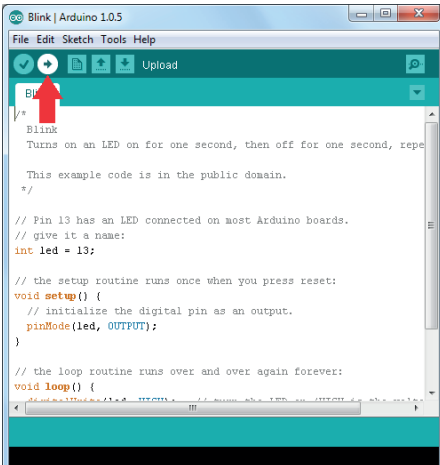 Blink | Arduino 1.0.5
File Edit Sketch Tools Help
Upload
/*
  Blink
  Turns on an LED on for one second, then off for one second, repe

  This example code is in the public domain.
 */

// Pin 13 has an LED connected on most Arduino boards.
// give it a name:
int led = 13;

// the setup routine runs once when you press reset:
void setup() {
  // initialize the digital pin as an output.
  pinMode(led, OUTPUT);
}

// the loop routine runs over and over again forever:
void loop() {